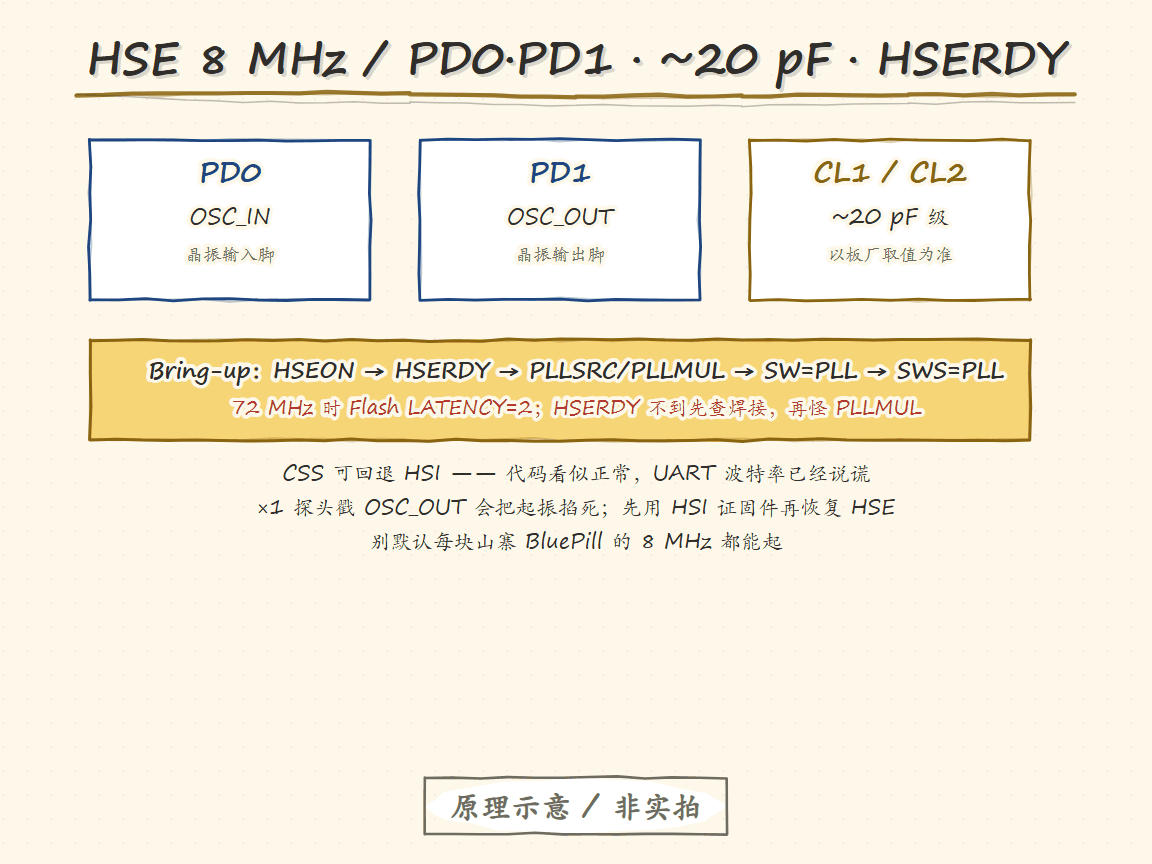 HSE 8 MHz / PD0·PD1 · ~20 pF · HSERDY
PD0
OSC_IN
晶振输入脚
PD1
OSC_OUT
晶振输出脚
CL1 / CL2
~20 pF 级
以板厂取值为准
Bring-up: HSEON → HSERDY → PLLSRC/PLLMUL → SW=PLL → SWS=PLL
72 MHz 时 Flash LATENCY=2；HSERDY 不到先查焊接，再怪 PLLMUL
CSS 可回退 HSI —— 代码看似正常，UART 波特率已经说谎
×1 探头戳 OSC_OUT 会把起振掐死；先用 HSI 证固件再恢复 HSE
别默认每块山寨 BluePill 的 8 MHz 都能起
原理示意 / 非实拍